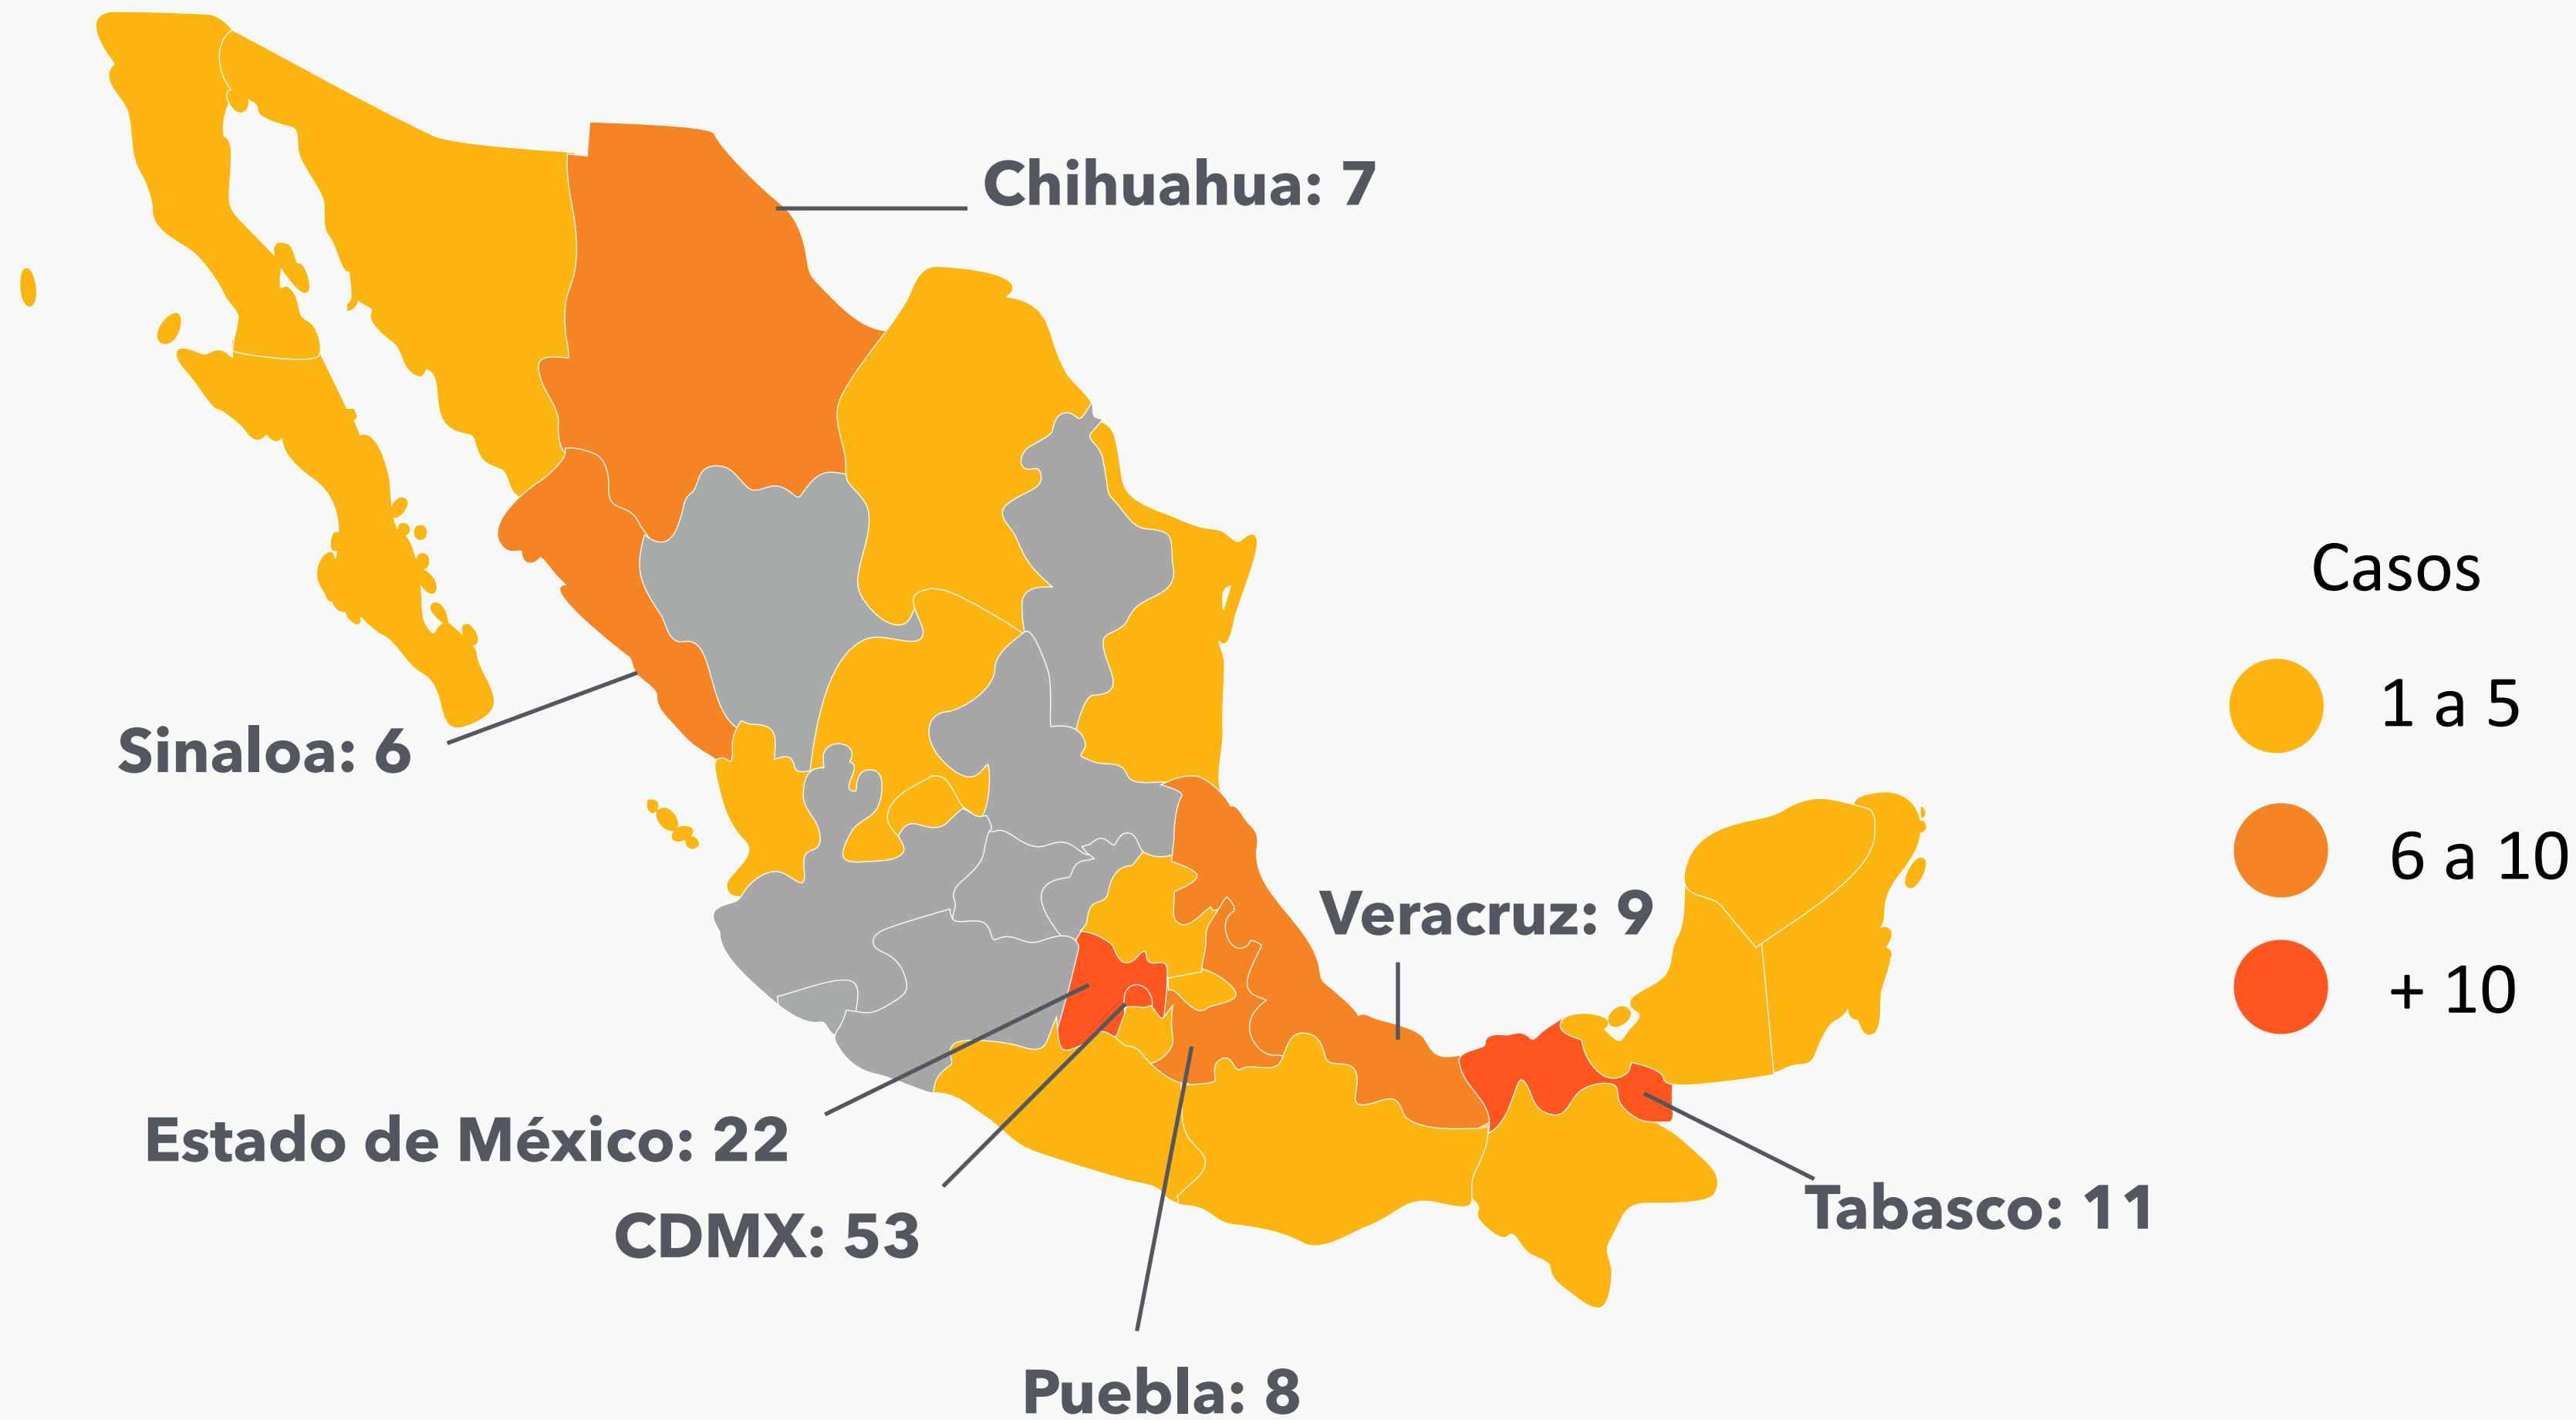 Chihuahua: 7
Casos
1 a 5
Sinaloa: 6
6 a 10
Veracruz: 9
+ 10
Estado de México: 22
Tabasco: 11
CDMX: 53
Puebla: 8